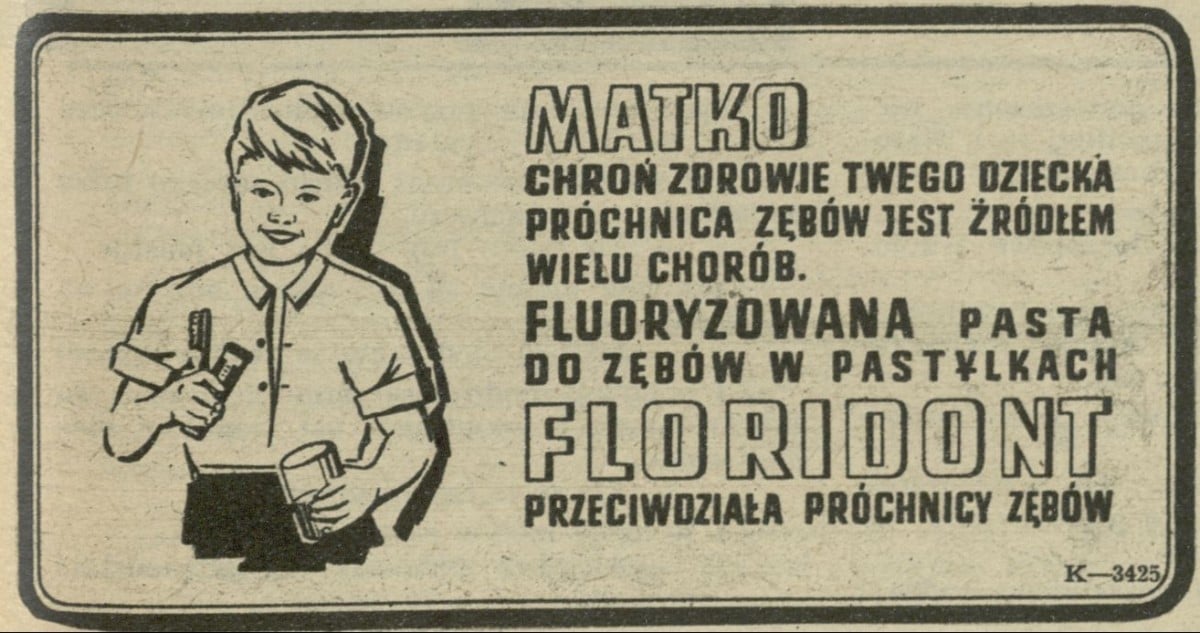 MATKO
CHROŃ ZDROWIE TWEGO DZIECKA
PRÓCHNICA ZĘBÓW JEST ŹRÓDŁEM
WIELU CHORÓB.
FLUORYZOWANA PASTA
DO ZĘBÓW W PASTYLKACH
FLORIDONT
PRZECIWDZIAŁA PRÓCHNICY ZĘBÓW
K—3425